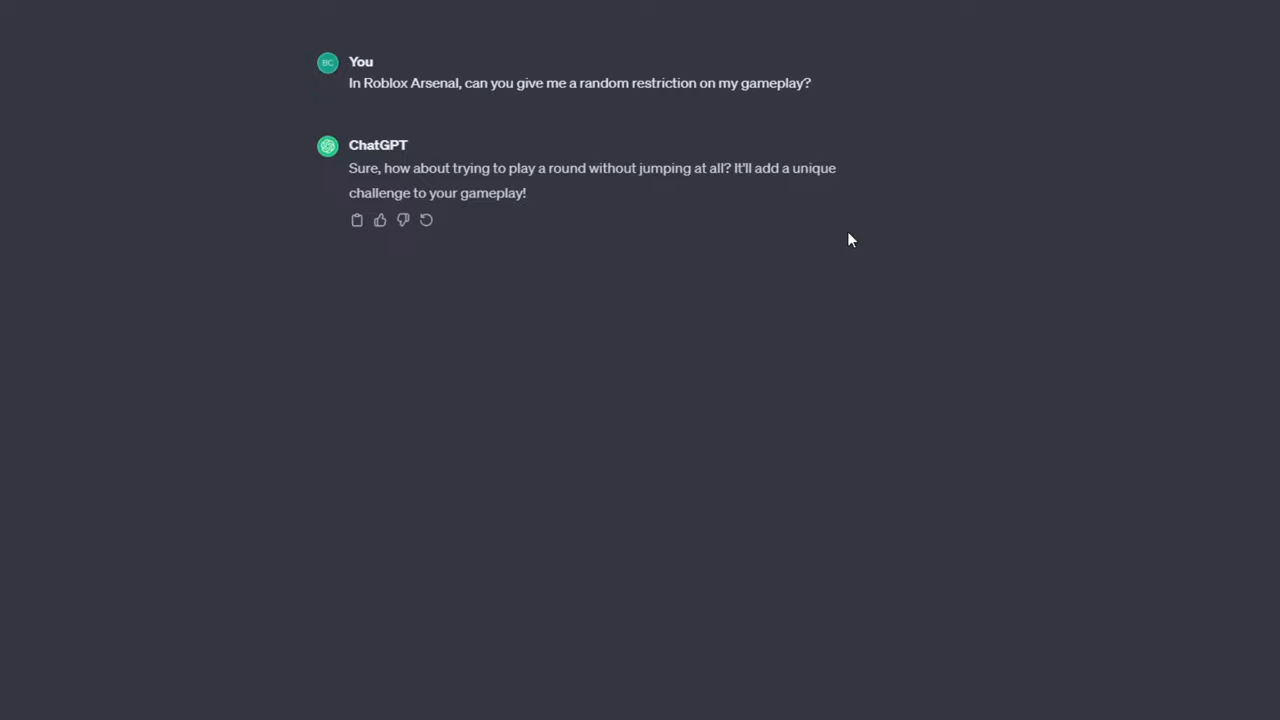 BC
You
In Roblox Arsenal, can you give me a random restriction on my gameplay?
ChatGPT
Sure, how about trying to play a round without jumping at all? It'll add a unique
challenge to your gameplay!